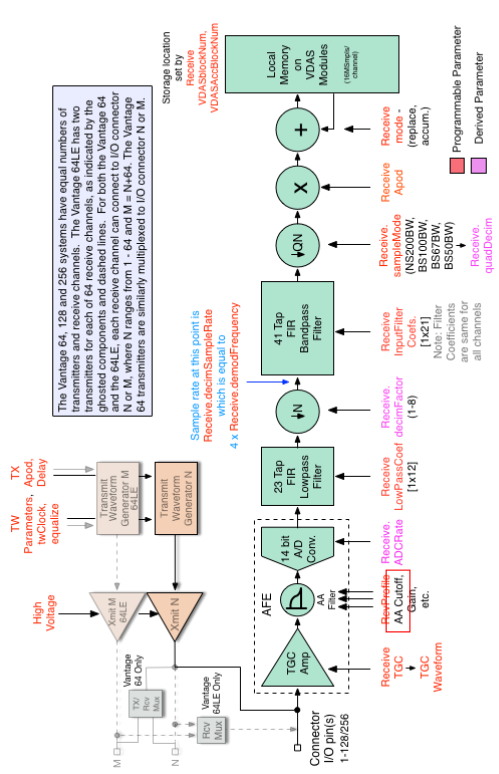 The Vantage 64, 128 and 256 systems have equal numbers of
transmitters and receive channels. The Vantage 64LE has two
transmitters for each of 64 receive channels, as indicated by the
ghosted components and dashed lines. For both the Vantage 64
and the 64LE, each receive channel can connect to I/O connector
N or M, where N ranges from 1 - 64 and M = N+64. The Vantage
64 transmitters are similarly multiplexed to I/O connector N or M.
Storage location
set by
Receive
VDASblockNum,
VDASAccBlockNum
TW
Parameters,
twClock,
equalize
TX
Apod,
Delay
High
Voltage
Transmit
Waveform
Generator M
64LE
Transmit
Waveform
Generator N
Xmit M
64LE
Xmit N
Vantage
64 Only
TX/
Rcv
Mux
Vantage
64LE Only
Rcv
Mux
M
N
Sample rate at this point is
Receive.decimSampleRate
which is equal to
4 x Receive.demodFrequency
Connector
I/O pin(s)
1-128/256
AFE
TGC
Amp
AA
Filter
14 bit
A/D
Conv.
23 Tap
FIR
Lowpass
Filter
↓N
41 Tap
FIR
Bandpass
Filter
↓QN
X
+
Local
Memory
on
VDAS
Modules
(16MSmpls/
channel)
Receive
TGC → TGC
Waveform
RcvProfile
AA Cutoff,
Gain,
etc.
Receive.
ADCRate
Receive
LowPassCoef
[1x12]
Receive.
decimFactor
(1-8)
Receive
InputFilter
Coefs.
[1x21]
Note: Filter
Coefficients
are same for
all channels
Receive.
sampleMode
(NS200BW,
BS100BW,
BS67BW,
BS50BW)
Receive.
quadDecim
Receive
Apod
Receive
mode -
(replace,
accum.)
Programmable Parameter
Derived Parameter